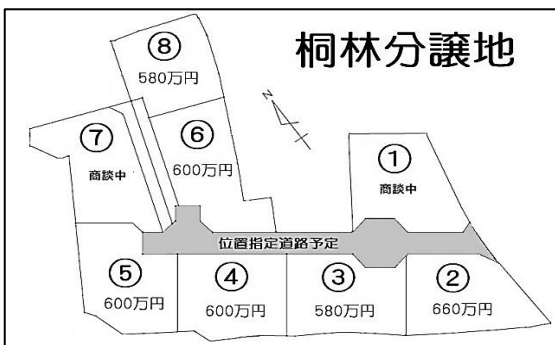 桐林分譲地
⑧
580万円
N
⑦
商談中
⑥
600万円
①
商談中
位置指定道路予定
⑤
600万円
④
600万円
③
580万円
②
660万円